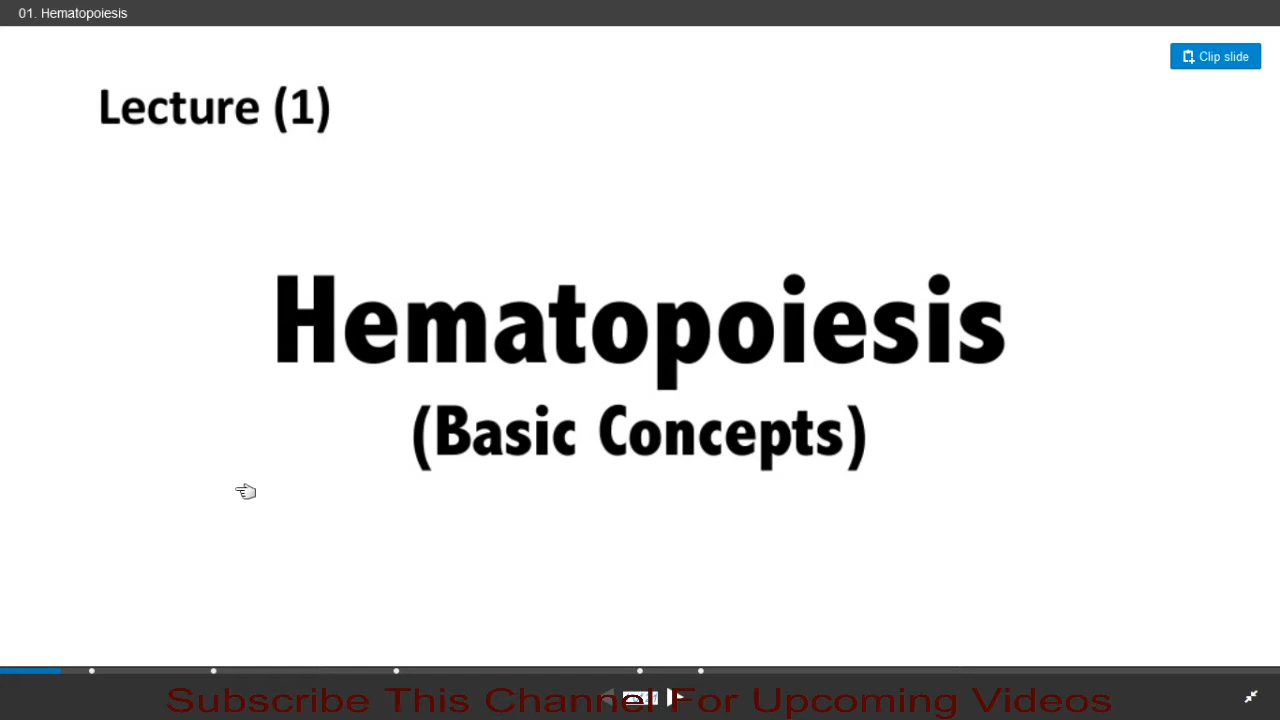 01. Hematopoiesis
Clip slide
Lecture (1)
Hematopoiesis
(Basic Concepts)
Subscribe This Channel For Upcoming Videos